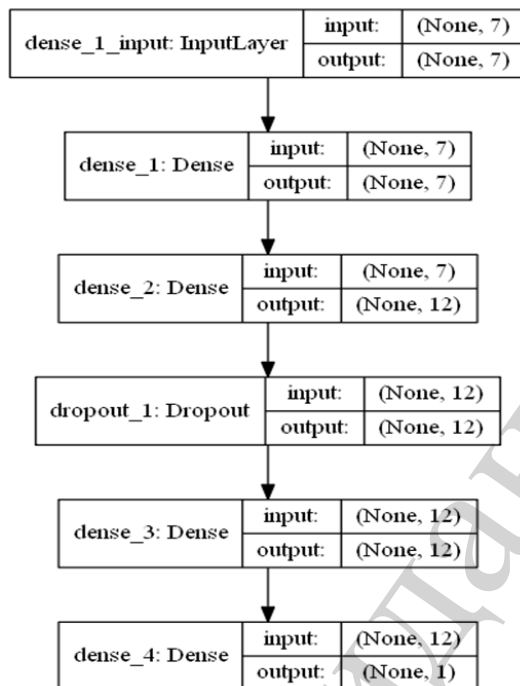 dense_1_input: InputLayer
input: (None, 7)
output: (None, 7)
dense_1: Dense
input: (None, 7)
output: (None, 7)
dense_2: Dense
input: (None, 7)
output: (None, 12)
dropout_1: Dropout
input: (None, 12)
output: (None, 12)
dense_3: Dense
input: (None, 12)
output: (None, 12)
dense_4: Dense
input: (None, 12)
output: (None, 1)